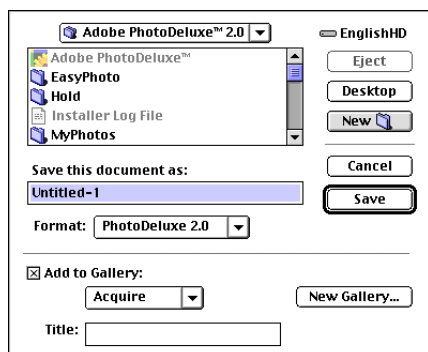 Adobe PhotoDeluxe™ 2.0
EnglishHD
Adobe PhotoDeluxe™
EasyPhoto
Hold
Installer Log File
MyPhotos
Eject
Desktop
New
Save this document as:
Untitled-1
Cancel
Save
Format: PhotoDeluxe 2.0
Add to Gallery:
Acquire
New Gallery...
Title: